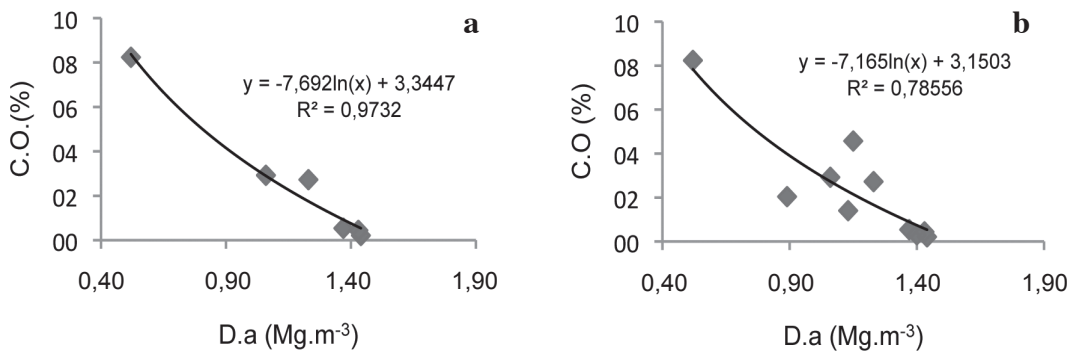 a
C.O.(%)
10
08
06
04
02
00
y = -7,692ln(x) + 3,3447
R² = 0,9732
0,40 0,90 1,40 1,90
D.a (Mg.m-3)
b
C.O (%)
10
08
06
04
02
00
y = -7,165ln(x) + 3,1503
R² = 0,78556
0,40 0,90 1,40 1,90
D.a (Mg.m-3)